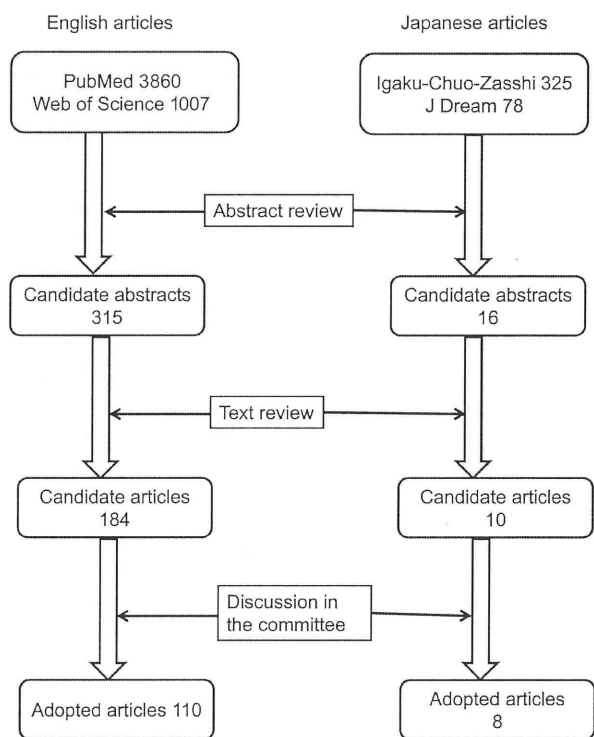 English articles
Japanese articles
PubMed 3860
Web of Science 1007
Igaku-Chuo-Zasshi 325
J Dream 78
Abstract review
Candidate abstracts
315
Candidate abstracts
16
Text review
Candidate articles
184
Candidate articles
10
Discussion in
the committee
Adopted articles 110
Adopted articles
8